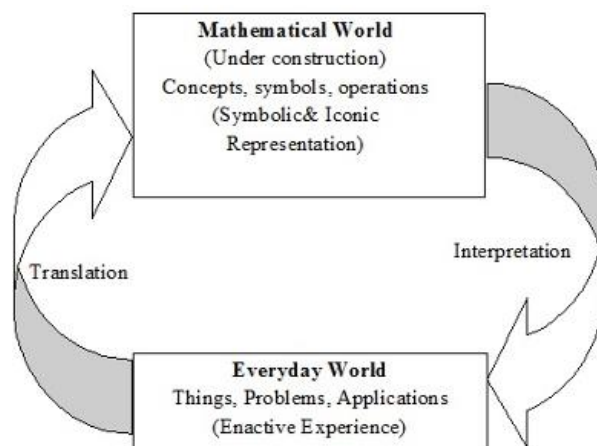 Mathematical World
(Under construction)
Concepts, symbols, operations
(Symbolic& Iconic
Representation)
Interpretation
Translation
Everyday World
Things, Problems, Applications
(Enactive Experience)